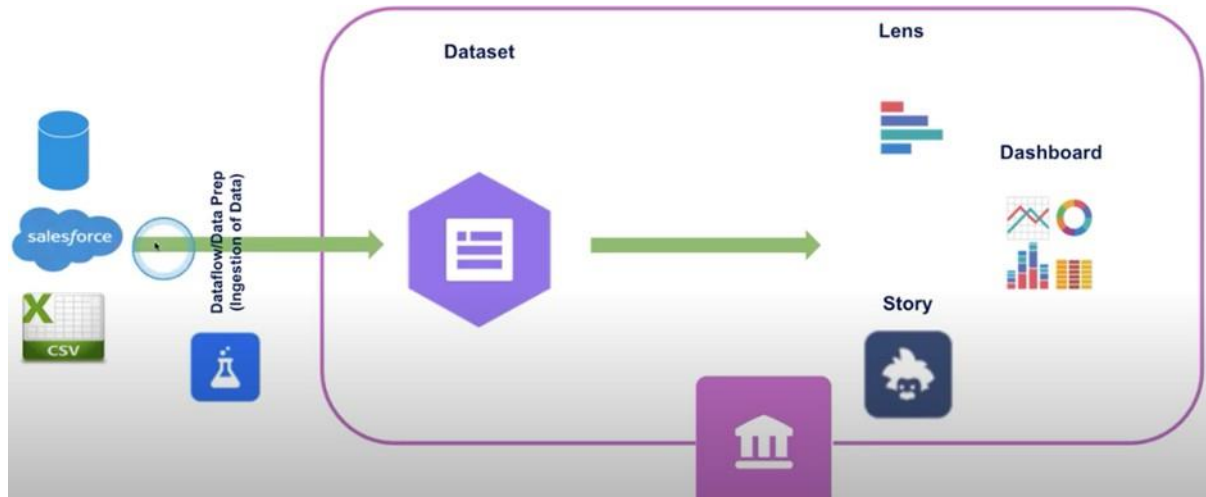 Dataset
Lens
Dashboard
salesforce
Dataflow/Data Prep
(Ingestion of Data)
X
CSV
Story